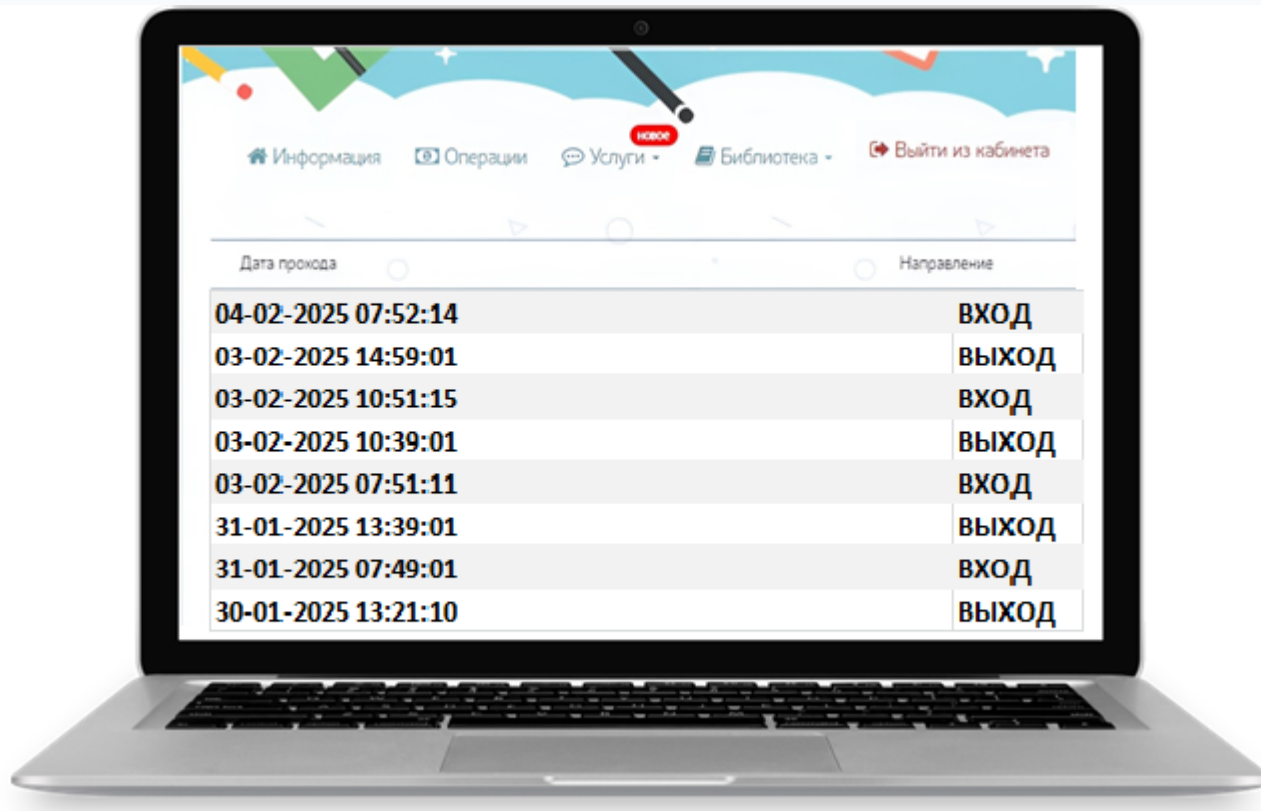 новое
Информация Операции Услуги Библиотека Выйти из кабинета
Дата прохода Направление
04-02-2025 07:52:14 ВХОД
03-02-2025 14:59:01 ВЫХОД
03-02-2025 10:51:15 ВХОД
03-02-2025 10:39:01 ВЫХОД
03-02-2025 07:51:11 ВХОД
31-01-2025 13:39:01 ВЫХОД
31-01-2025 07:49:01 ВХОД
30-01-2025 13:21:10 ВЫХОД